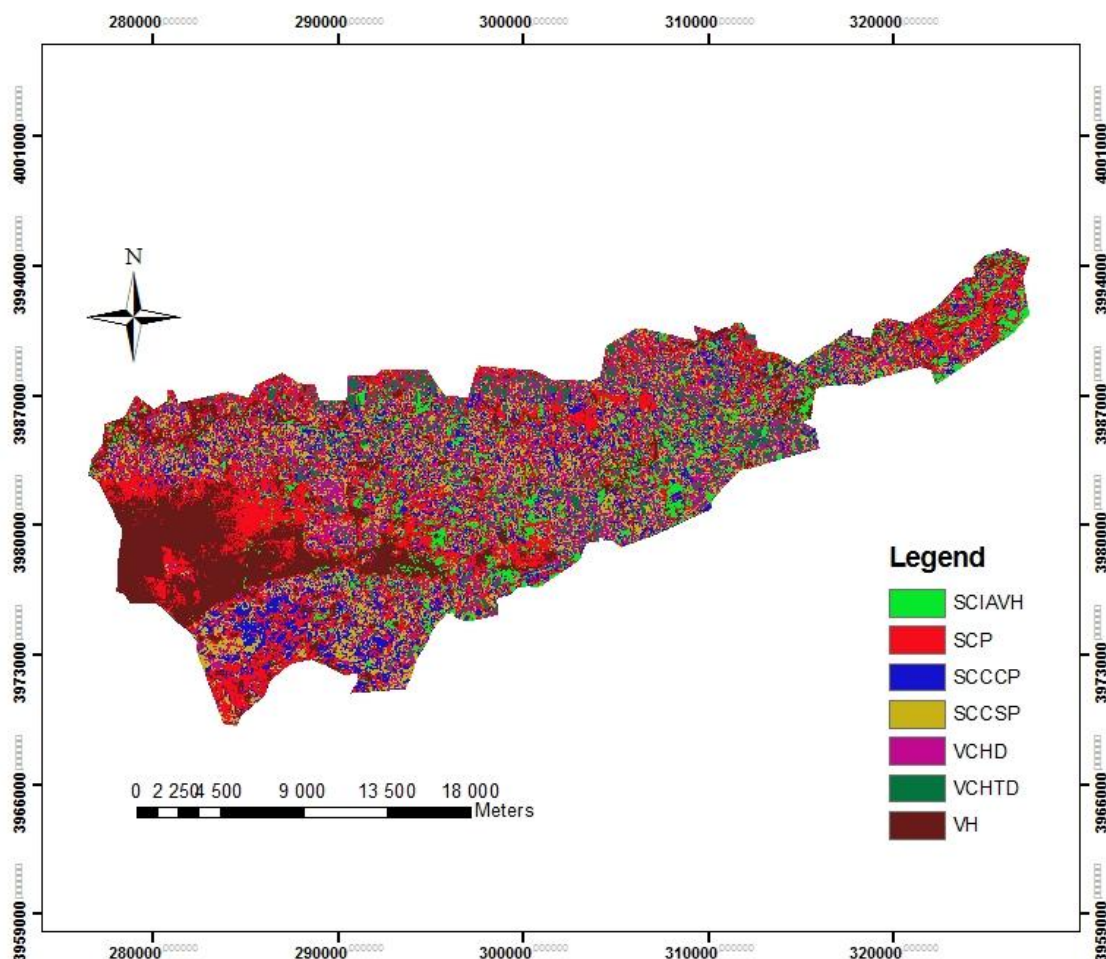 280000 290000 300000 310000 320000
4001000 4001000
N
3994000 3994000
3987000 3987000
3980000 3980000
Legend
SCIAVH
SCP
3973000 3973000
SCCCP
SCCSP
VCHD
VCHTD
3966000 3966000
0 2 250 4 500 9 000 13 500 18 000
Meters
VH
3959000 3959000
280000 290000 300000 310000 320000